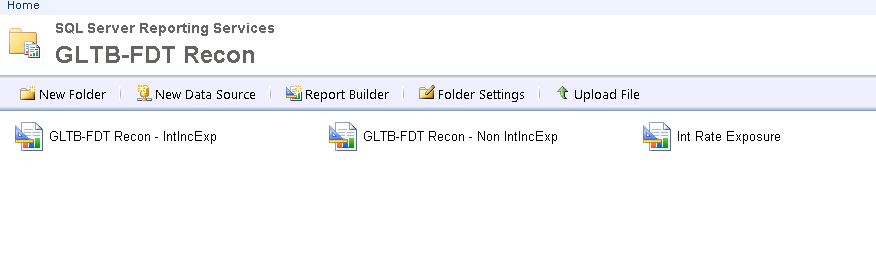 Home
SQL Server Reporting Services
GLTB-FDT Recon
New Folder New Data Source Report Builder Folder Settings Upload File
GLTB-FDT Recon - IntIncExp GLTB-FDT Recon - Non IntIncExp Int Rate Exposure